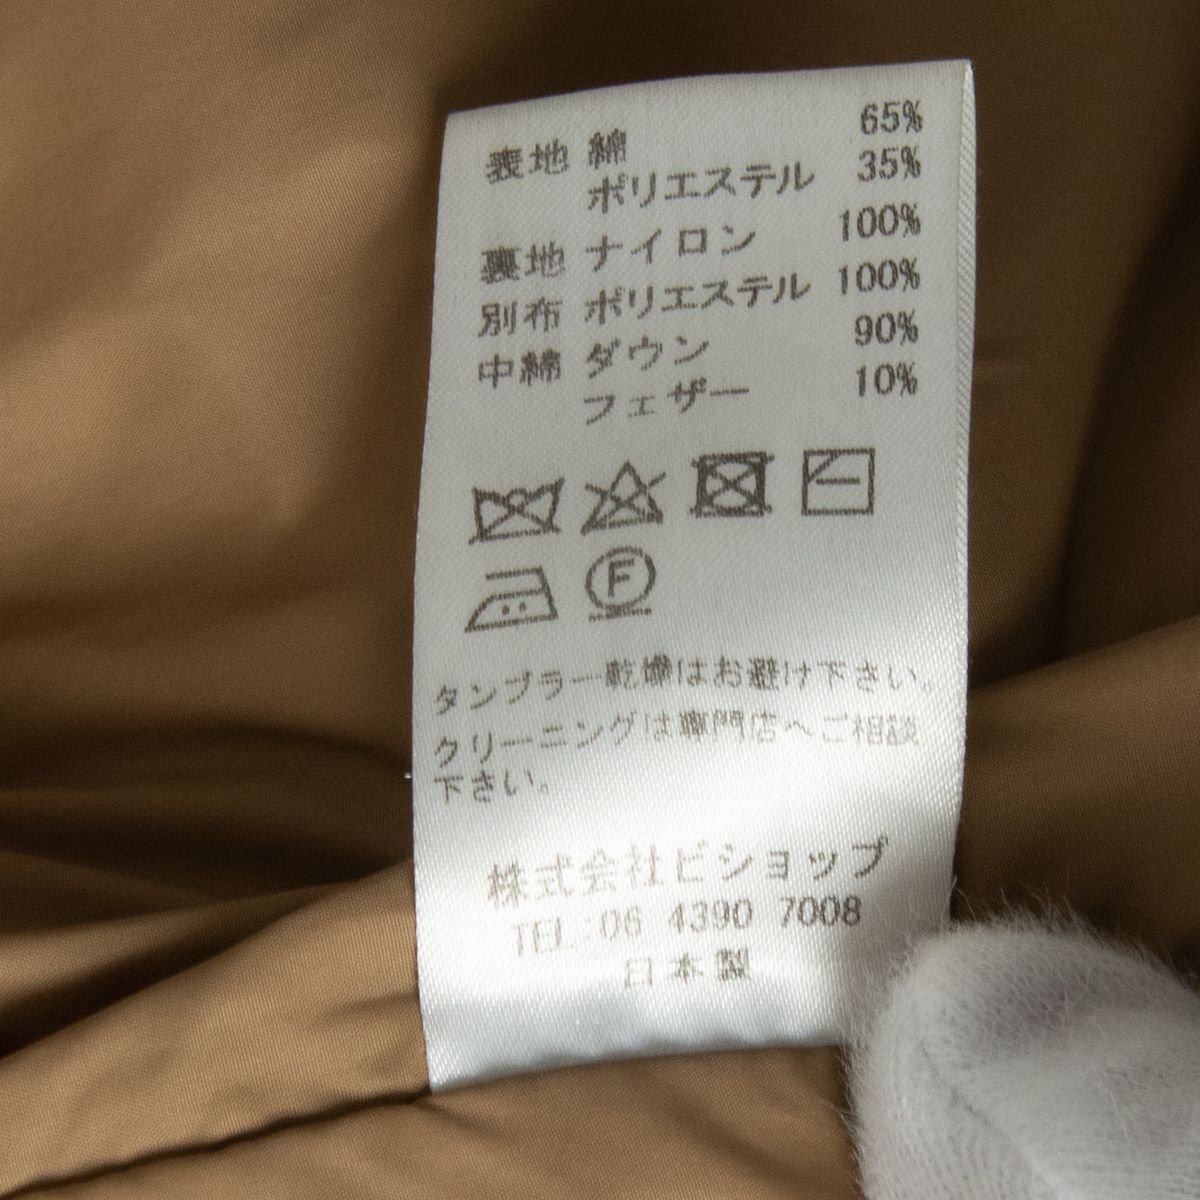 表地 綿 65%
ポリエステル 35%
裏地 ナイロン 100%
別布 ポリエステル 100%
中綿 ダウン 90%
フェザー 10%
F
タンブラー乾燥はお避け下さい。
クリーニングは専門店へご相談
下さい。
株式会社ビショップ
TEL:06 4390 7008
日本製